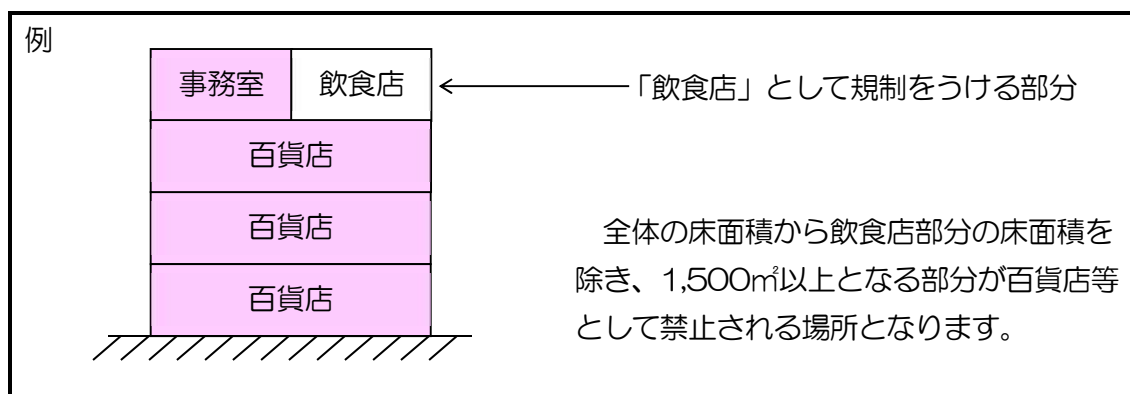 例
事務室
飲食店
「飲食店」として規制をうける部分
百貨店
百貨店
百貨店
全体の床面積から飲食店部分の床面積を
除き、1,500㎡以上となる部分が百貨店等
として禁止される場所となります。